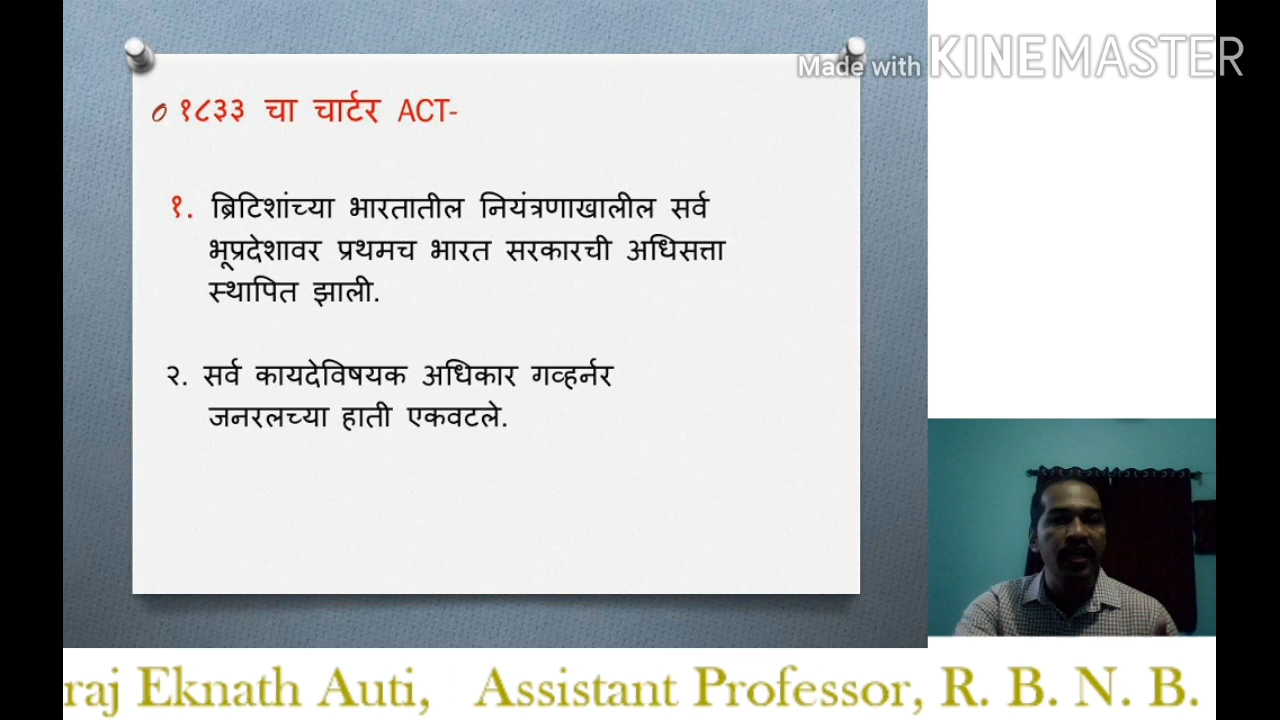 Made with KINEMASTER
१८३३ चा चार्टर ACT-
१. ब्रिटिशांच्या भारतातील नियंत्रणाखालील सर्व
भूप्रदेशावर प्रथमच भारत सरकारची अधिसत्ता
स्थापित झाली.
२. सर्व कायदेविषयक अधिकार गव्हर्नर
जनरलच्या हाती एकवटले.
raj Eknath Auti, Assistant Professor, R. B. N. B.